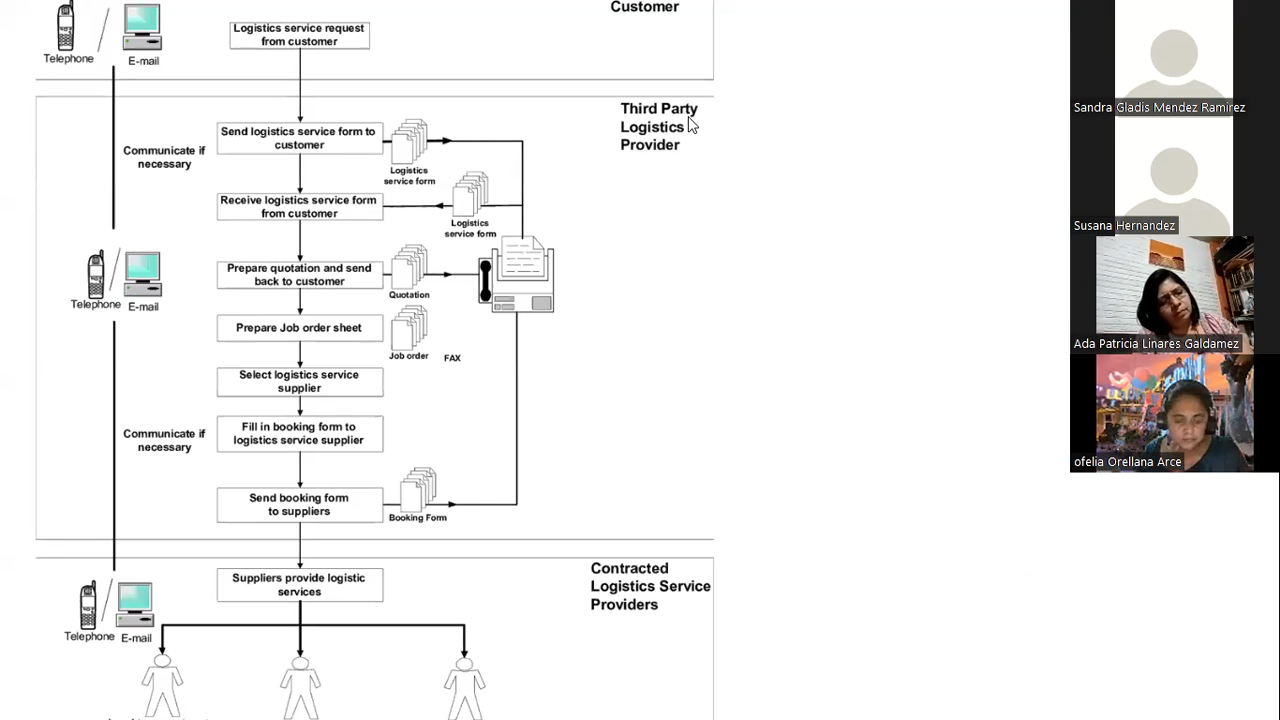 Customer
Logistics service request
from customer
Telephone
E-mail
Third Party
Logistics
Provider
Send logistics service form to
customer
Communicate if
necessary
Logistics
service form
Receive logistics service form
from customer
Logistics
service form
Prepare quotation and send
back to customer
Quotation
Telephone
E-mail
Prepare Job order sheet
Job order
FAX
Select logistics service
supplier
Fill in booking form to
logistics service supplier
Communicate if
necessary
Send booking form
to suppliers
Booking Form
Contracted
Logistics Service
Providers
Suppliers provide logistic
services
Telephone
E-mail
Sandra Gladis Mendez Ramirez
Susana Hernandez
Ada Patricia Linares Galdamez
ofelia Orellana Arce